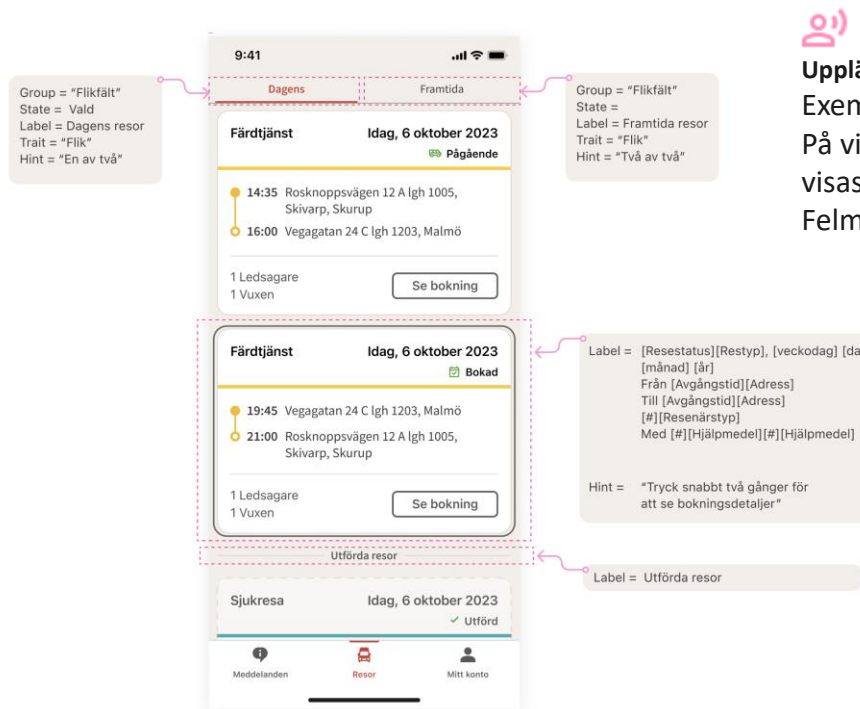 9:41
Dagens
Framtida
Group = “Flikfält”
State = Vald
Label = Dagens resor
Trait = “Flik”
Hint = “En av två”
Group = “Flikfält”
State =
Label = Framtida resor
Trait = “Flik”
Hint = “Två av två”
Färdtjänst
Idag, 6 oktober 2023
Pågående
14:35 Rosknoppsvägen 12 A lgh 1005,
Skivarp, Skurup
16:00 Vegagatan 24 C lgh 1203, Malmö
1 Ledsagare
1 Vuxen
Se bokning
Färdtjänst
Idag, 6 oktober 2023
Bokad
19:45 Vegagatan 24 C lgh 1203, Malmö
21:00 Rosknoppsvägen 12 A lgh 1005,
Skivarp, Skurup
1 Ledsagare
1 Vuxen
Se bokning
Label = [Resestatus][Restyp], [veckodag] [da
[månad] [år]
Från [Avgångstid][Adress]
Till [Avgångstid][Adress]
[#][Resenärstyp]
Med [#][Hjälpmedel][#][Hjälpmedel]
Hint = “Tryck snabbt två gånger för
att se bokningsdetaljer”
Utförda resor
Label = Utförda resor
Sjukresa
Idag, 6 oktober 2023
Utförd
Meddelanden
Resor
Mitt konto
Upplä
Exem
På vi
visas
Felm